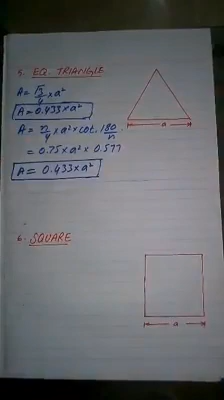 5. EQ. TRIANGLE
A = √3/4 × a²
A = 0.433 × a²
A = n/4 × a² × cot. 180/n
= 0.75 × a² × 0.577
A = 0.433 × a²
a
6. SQUARE
a